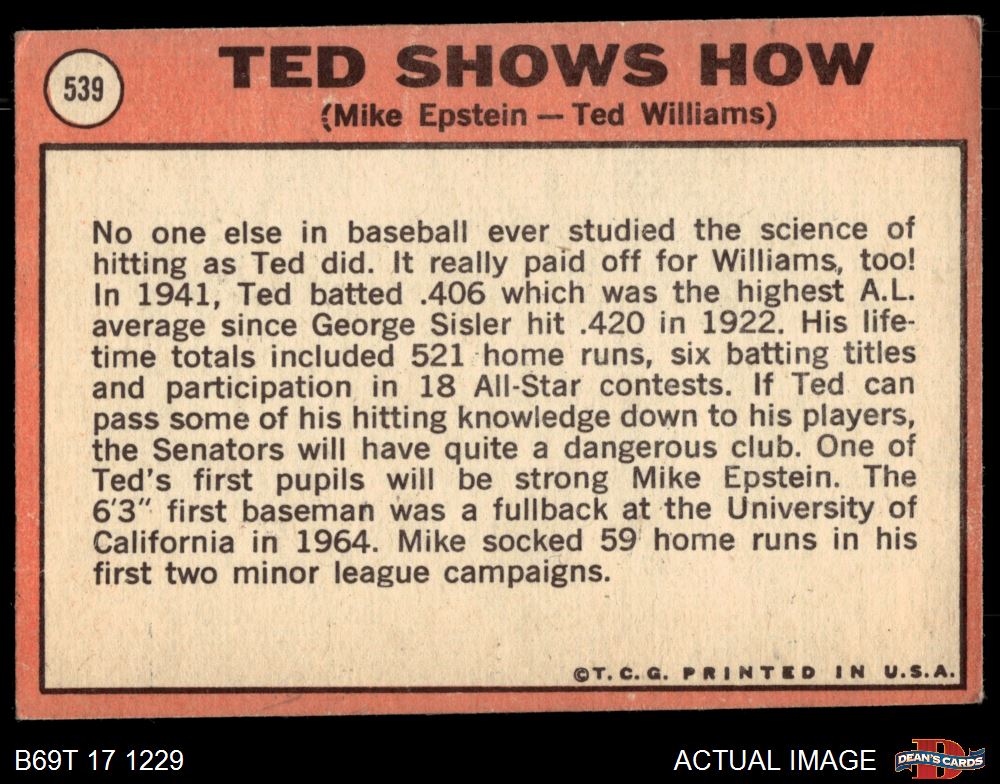 539
TED SHOWS HOW
(Mike Epstein — Ted Williams)
No one else in baseball ever studied the science of
hitting as Ted did. It really paid off for Williams, too!
In 1941, Ted batted .406 which was the highest A.L.
average since George Sisler hit .420 in 1922. His life-
time totals included 521 home runs, six batting titles
and participation in 18 All-Star contests. If Ted can
pass some of his hitting knowledge down to his players,
the Senators will have quite a dangerous club. One of
Ted's first pupils will be strong Mike Epstein. The
6'3" first baseman was a fullback at the University of
California in 1964. Mike socked 59 home runs in his
first two minor league campaigns.
©T.C.G. PRINTED IN U.S.A.
B69T 17 1229
ACTUAL IMAGE
DEAN'S CARDS